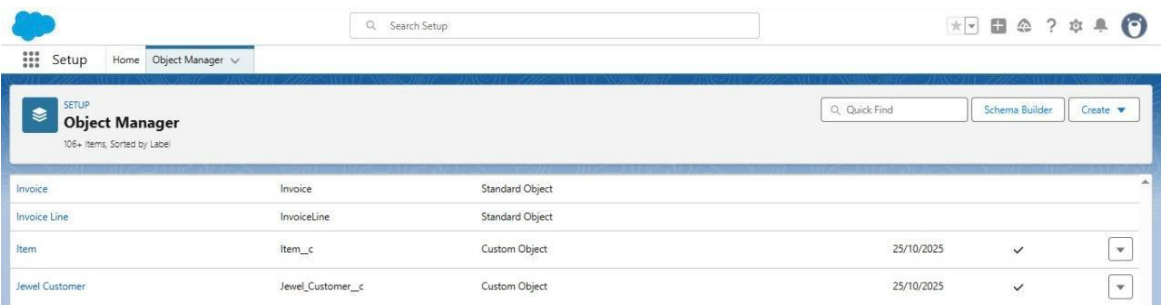 Search Setup
Setup Home Object Manager
SETUP
Object Manager
106+ Items, Sorted by Label
Quick Find
Schema Builder
Create
Invoice Invoice Standard Object
Invoice Line InvoiceLine Standard Object
Item Item__c Custom Object 25/10/2025
Jewel Customer Jewel_Customer__c Custom Object 25/10/2025